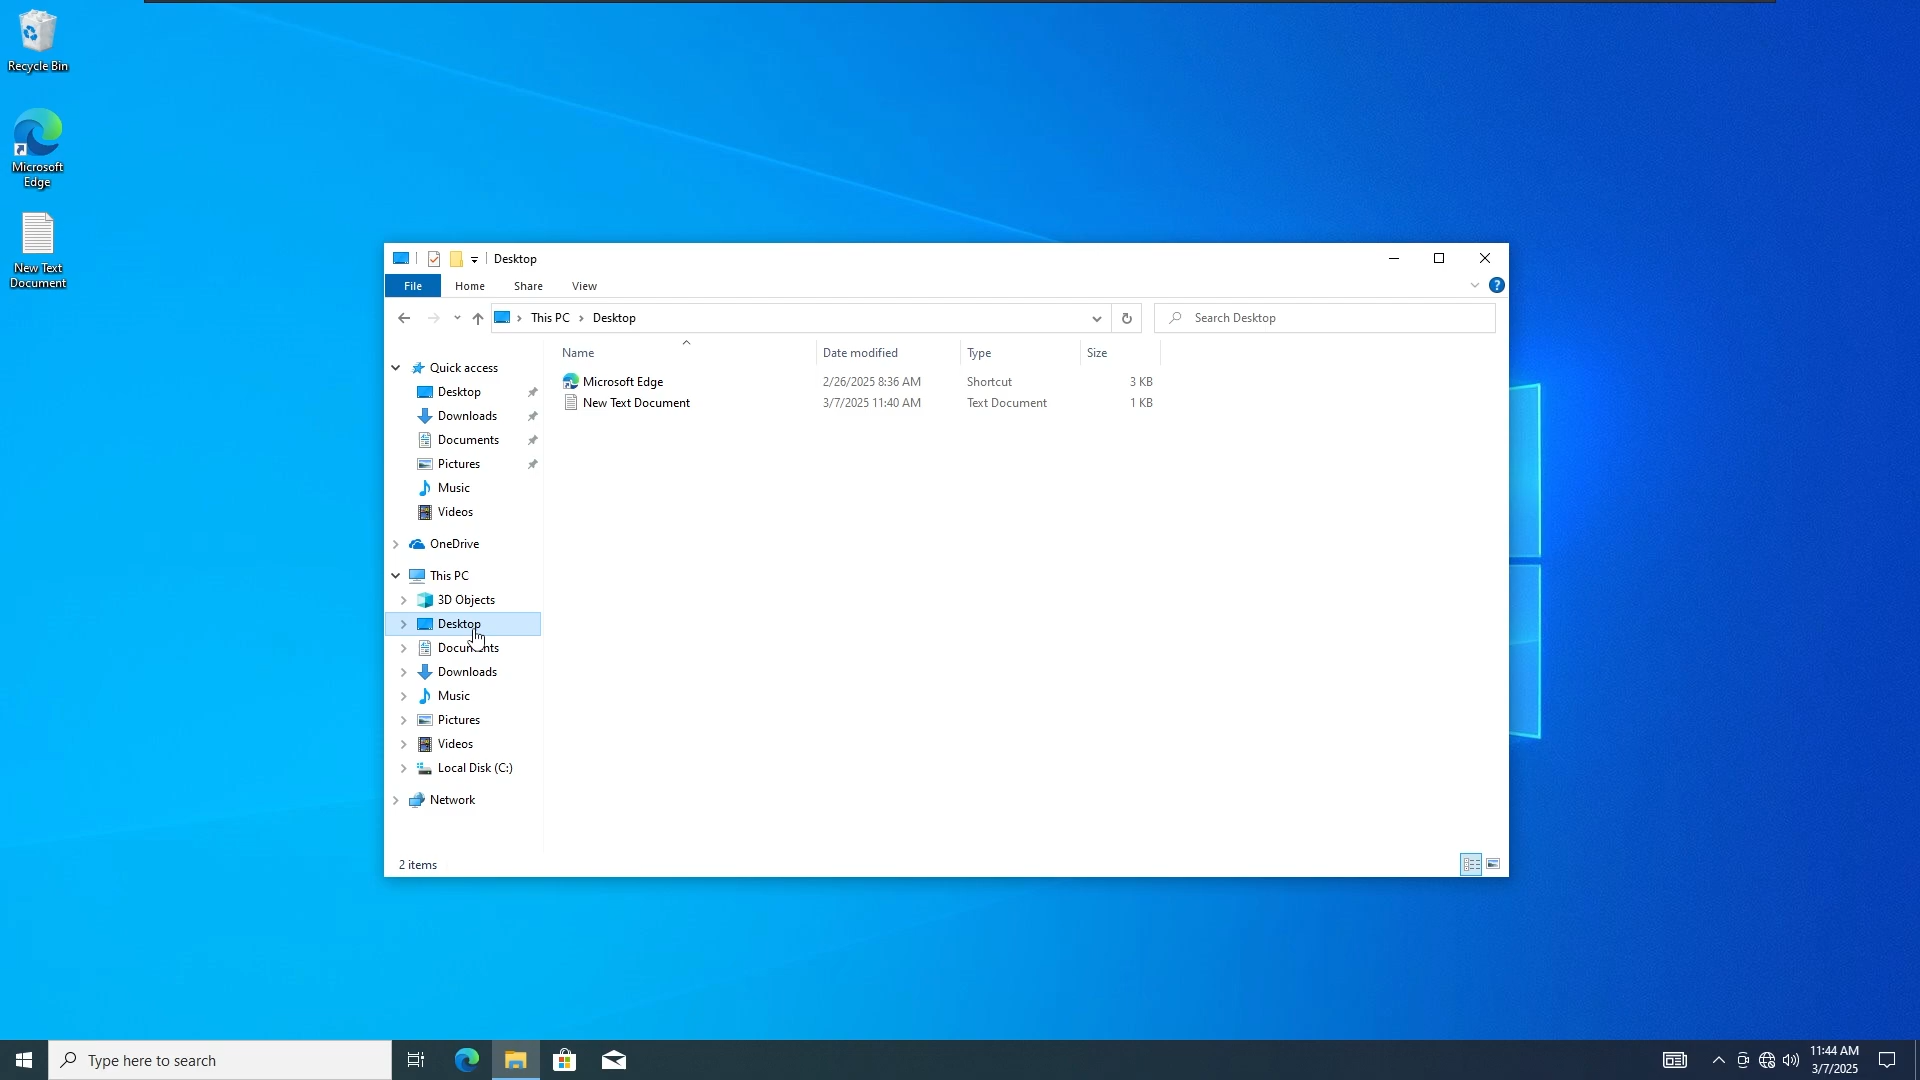 Recycle Bin
Microsoft
Edge
New Text
Document
Desktop
File Home Share View
This PC Desktop
Search Desktop
Name Date modified Type Size
Microsoft Edge 2/26/2025 8:36 AM Shortcut 3 KB
New Text Document 3/7/2025 11:40 AM Text Document 1 KB
Quick access
Desktop
Downloads
Documents
Pictures
Music
Videos
OneDrive
This PC
3D Objects
Desktop
Documents
Downloads
Music
Pictures
Videos
Local Disk (C:)
Network
2 items
Type here to search
11:44 AM
3/7/2025